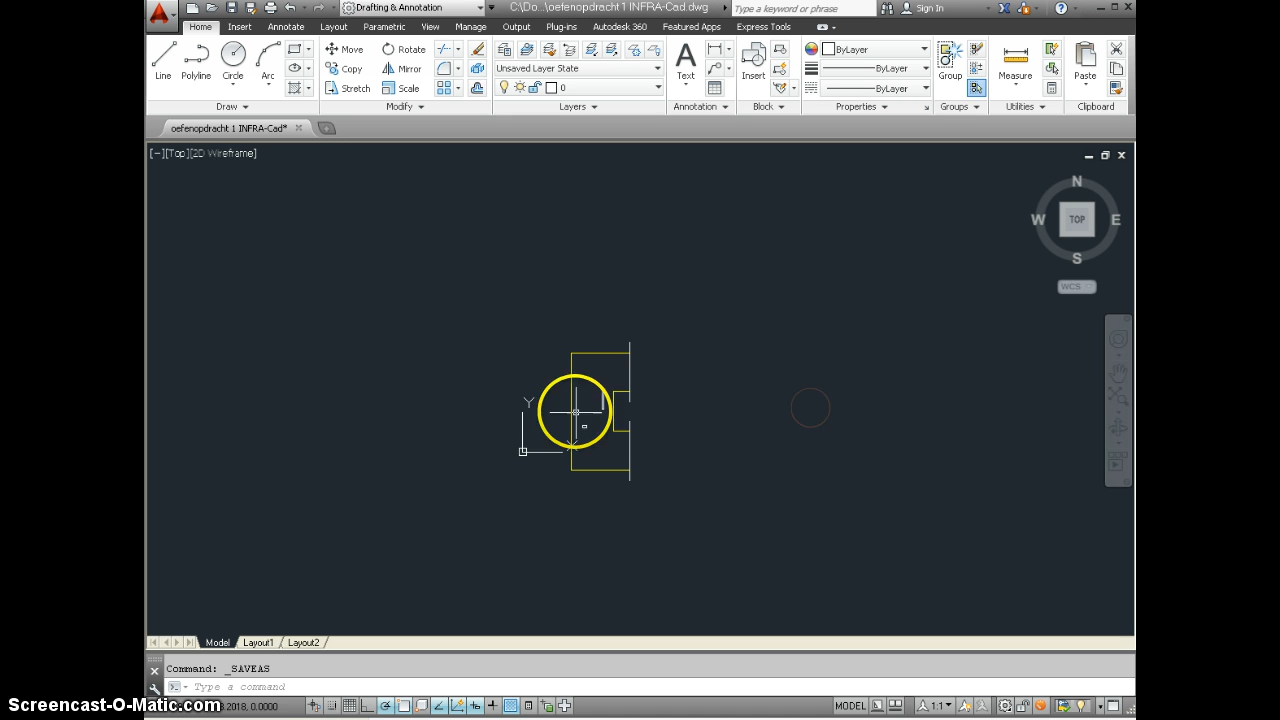 Drafting & Annotation
C:\Do...\oefenopdracht 1 INFRA-Cad.dwg
Type a keyword or phrase
Sign In
Home Insert Annotate Layout Parametric View Manage Output Plug-ins Autodesk 360 Featured Apps Express Tools
Line Polyline Circle Arc
Move Rotate
Copy Mirror
Stretch Scale
Unsaved Layer State
0
Text
Insert
ByLayer
ByLayer
ByLayer
Group
Measure
Paste
Draw Modify Layers Annotation Block Properties Groups Utilities Clipboard
oefenopdracht 1 INFRA-Cad*
[−][Top][2D Wireframe]
N
W TOP E
S
WCS
Y
X
Model Layout1 Layout2
Command: _SAVEAS
Type a command
Screencast-O-Matic.com
.2018, 0.0000
MODEL
1:1